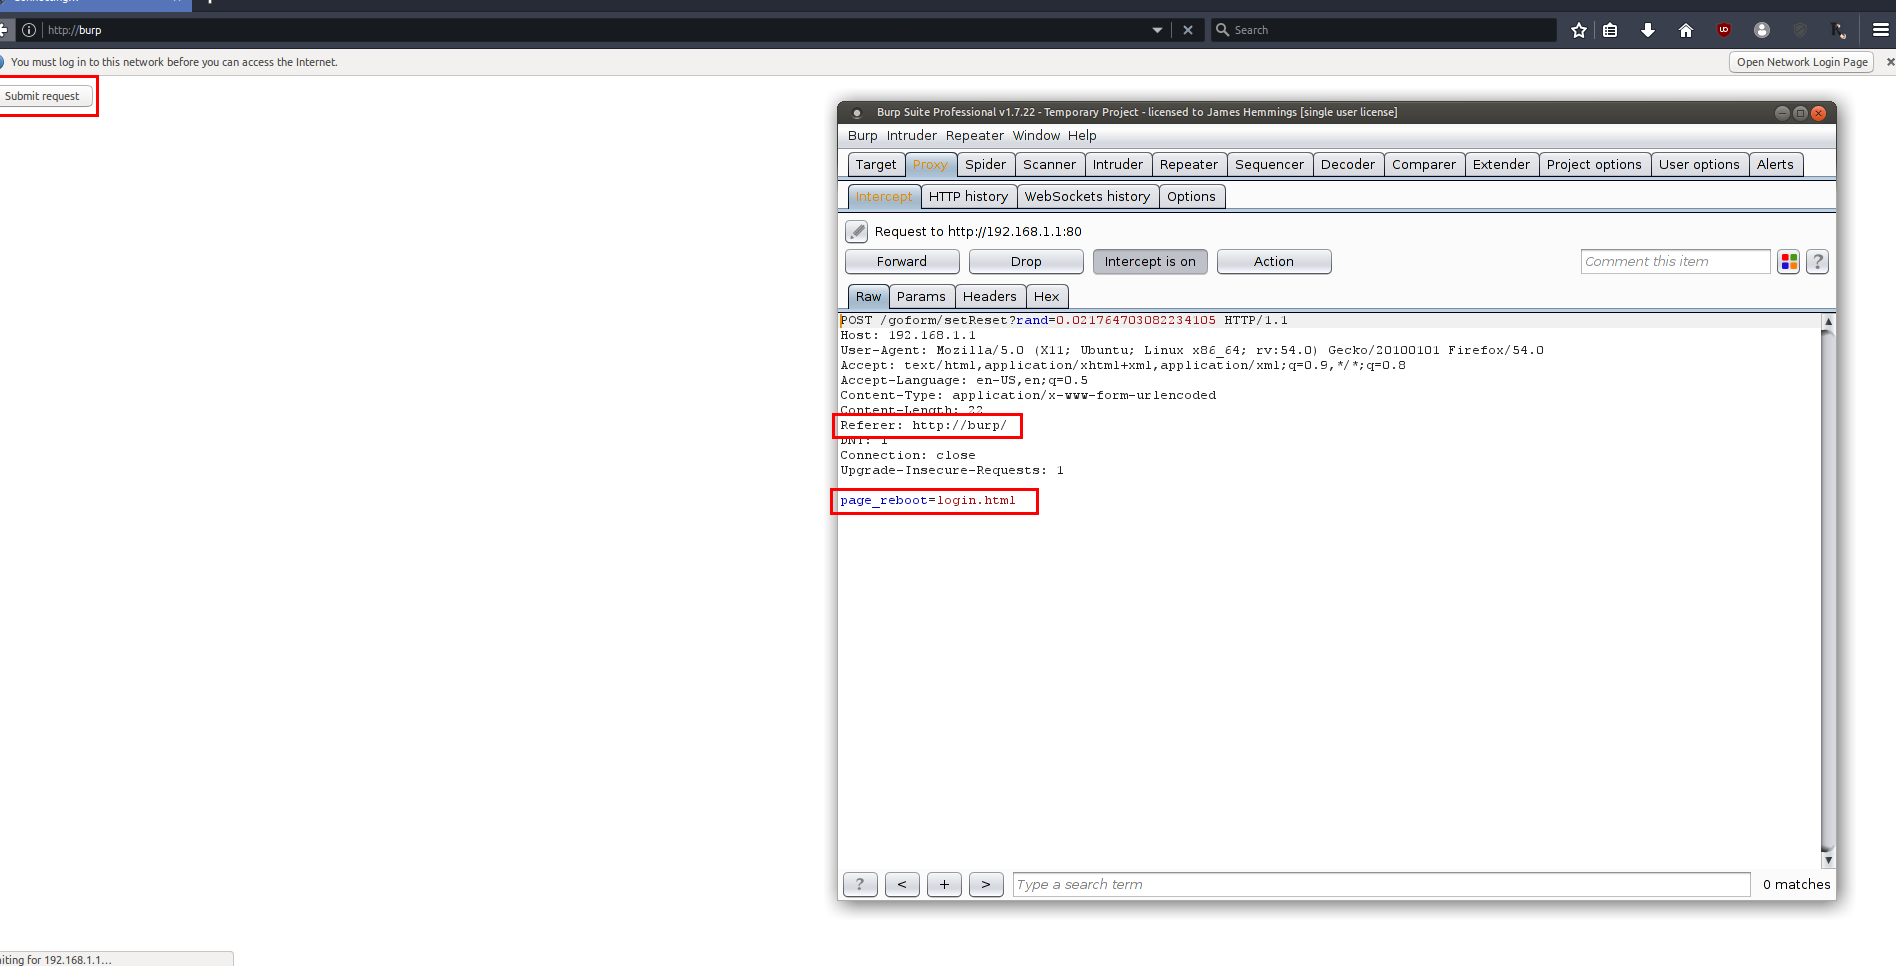 Connecting...
http://burp
Search
You must log in to this network before you can access the Internet.
Open Network Login Page
Submit request
Burp Suite Professional v1.7.22 - Temporary Project - licensed to James Hemmings [single user license]
Burp Intruder Repeater Window Help
Target Proxy Spider Scanner Intruder Repeater Sequencer Decoder Comparer Extender Project options User options Alerts
Intercept HTTP history WebSockets history Options
Request to http://192.168.1.1:80
Forward Drop Intercept is on Action Comment this item ?
Raw Params Headers Hex
POST /goform/setReset?rand=0.021764703082234105 HTTP/1.1
Host: 192.168.1.1
User-Agent: Mozilla/5.0 (X11; Ubuntu; Linux x86_64; rv:54.0) Gecko/20100101 Firefox/54.0
Accept: text/html,application/xhtml+xml,application/xml;q=0.9,*/*;q=0.8
Accept-Language: en-US,en;q=0.5
Content-Type: application/x-www-form-urlencoded
Content-Length: 22
Referer: http://burp/
DNT: 1
Connection: close
Upgrade-Insecure-Requests: 1
page_reboot=login.html
? < + > Type a search term 0 matches
iting for 192.168.1.1...